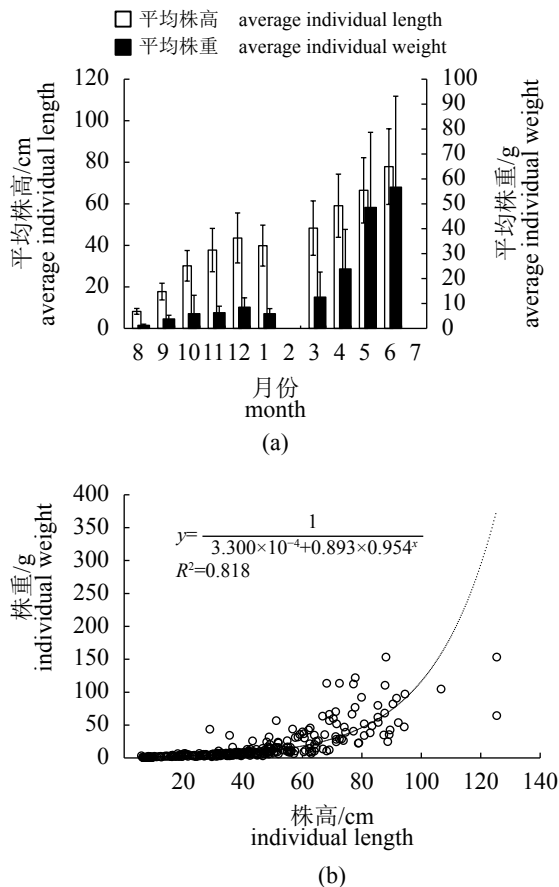 平均株高 average individual length
平均株重 average individual weight
120
100
80
60
40
20
0
平均株高/cm
average individual length
100
90
80
70
60
50
40
30
20
10
0
平均株重/g
average individual weight
8 9 10 11 12 1 2 3 4 5 6 7
月份
month
(a)
400
350
300
250
200
150
100
50
0
株重/g
individual weight
y=1/(3.300×10⁻⁴+0.893×0.954ˣ)
R²=0.818
20 40 60 80 100 120 140
株高/cm
individual length
(b)